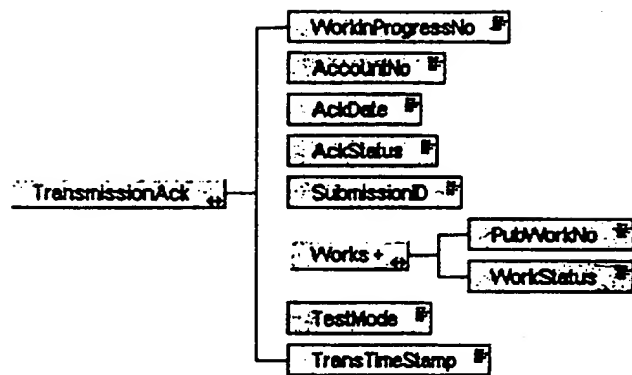 WorkInProgressNo
AccountNo
AckDate
AckStatus
TransmissionAck
SubmissionID
Works +
PubWorkNo
WorkStatus
TestMode
TransTimeStamp